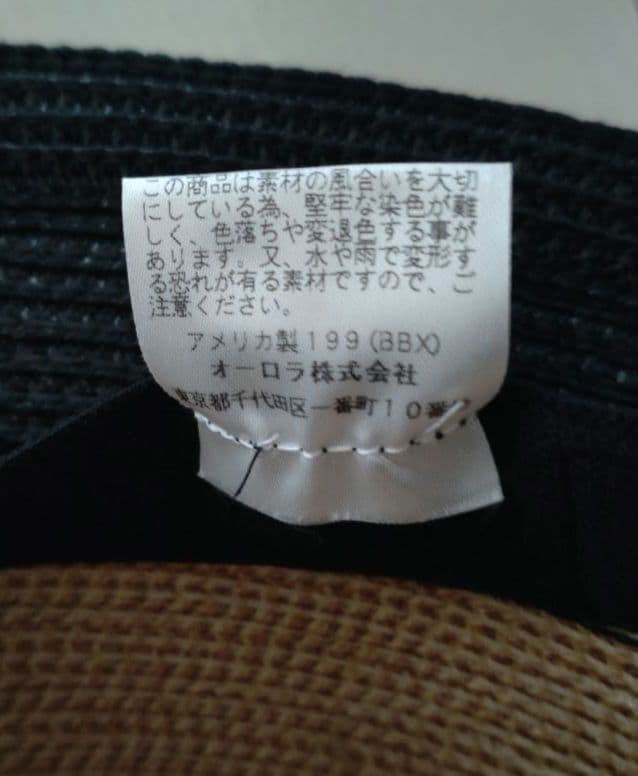 この商品は素材の風合いを大切
にしている為、堅牢な染色が難
しく、色落ちや変退色する事が
あります。又、水や雨で変形す
る恐れが有る素材ですので、ご
注意ください。
アメリカ製199(BBX)
オーロラ株式会社
東京都千代田区一番町10番